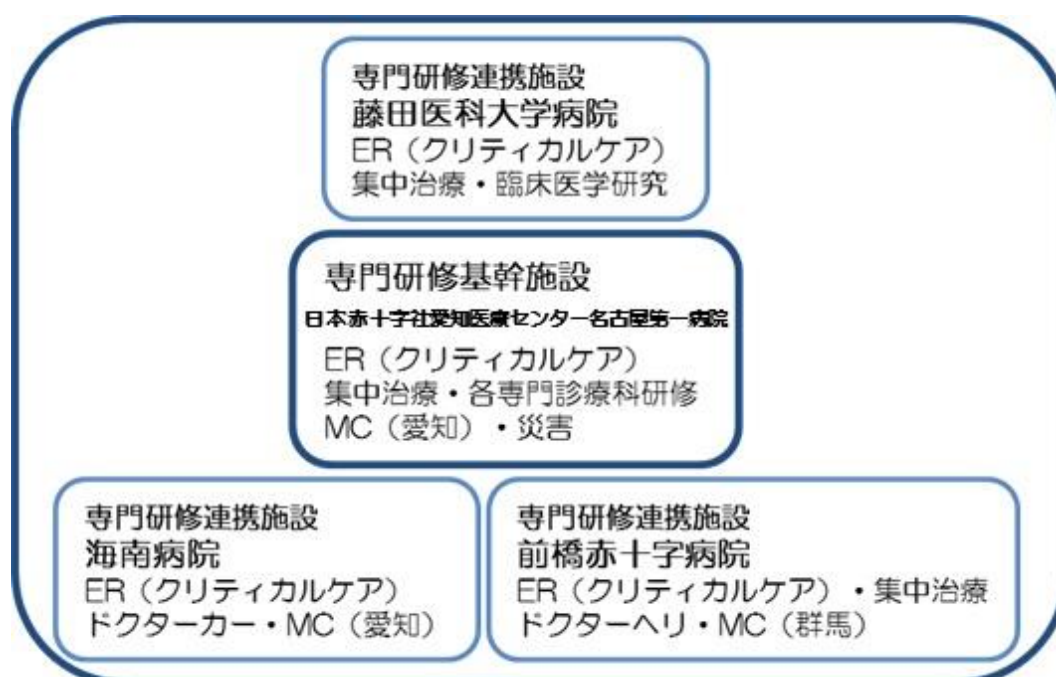 専門研修連携施設
藤田医科大学病院
ER（クリティカルケア）
集中治療・臨床医学研究
専門研修基幹施設
日本赤十字社愛知医療センター名古屋第一病院
ER（クリティカルケア）
集中治療・各専門診療科研修
MC（愛知）・災害
専門研修連携施設
海南病院
ER（クリティカルケア）
ドクターカー・MC（愛知）
専門研修連携施設
前橋赤十字病院
ER（クリティカルケア）・集中治療
ドクターヘリ・MC（群馬）